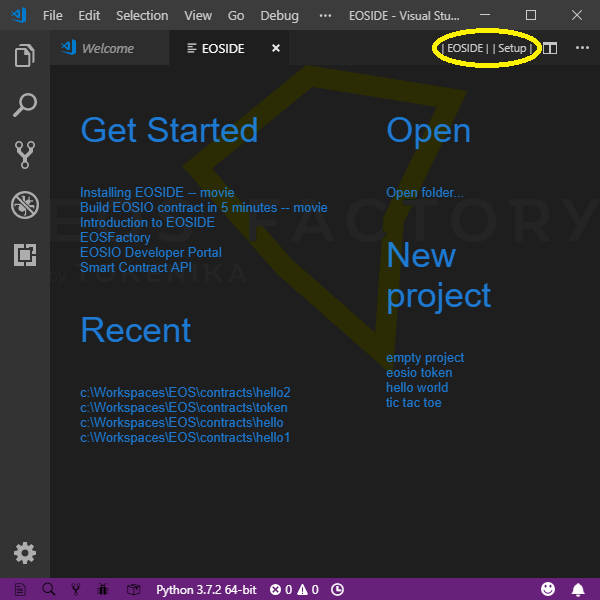 File Edit Selection View Go Debug ··· EOSIDE - Visual Stu...
Welcome EOSIDE | EOSIDE | | Setup |
Get Started
Installing EOSIDE -- movie
Build EOSIO contract in 5 minutes -- movie
Introduction to EOSIDE
EOSFactory
EOSIO Developer Portal
Smart Contract API
Recent
c:\Workspaces\EOS\contracts\hello2
c:\Workspaces\EOS\contracts\token
c:\Workspaces\EOS\contracts\hello
c:\Workspaces\EOS\contracts\hello1
Open
Open folder...
New
project
empty project
eosio token
hello world
tic tac toe
FACTORY
by TOKENIKA
Python 3.7.2 64-bit 0 0